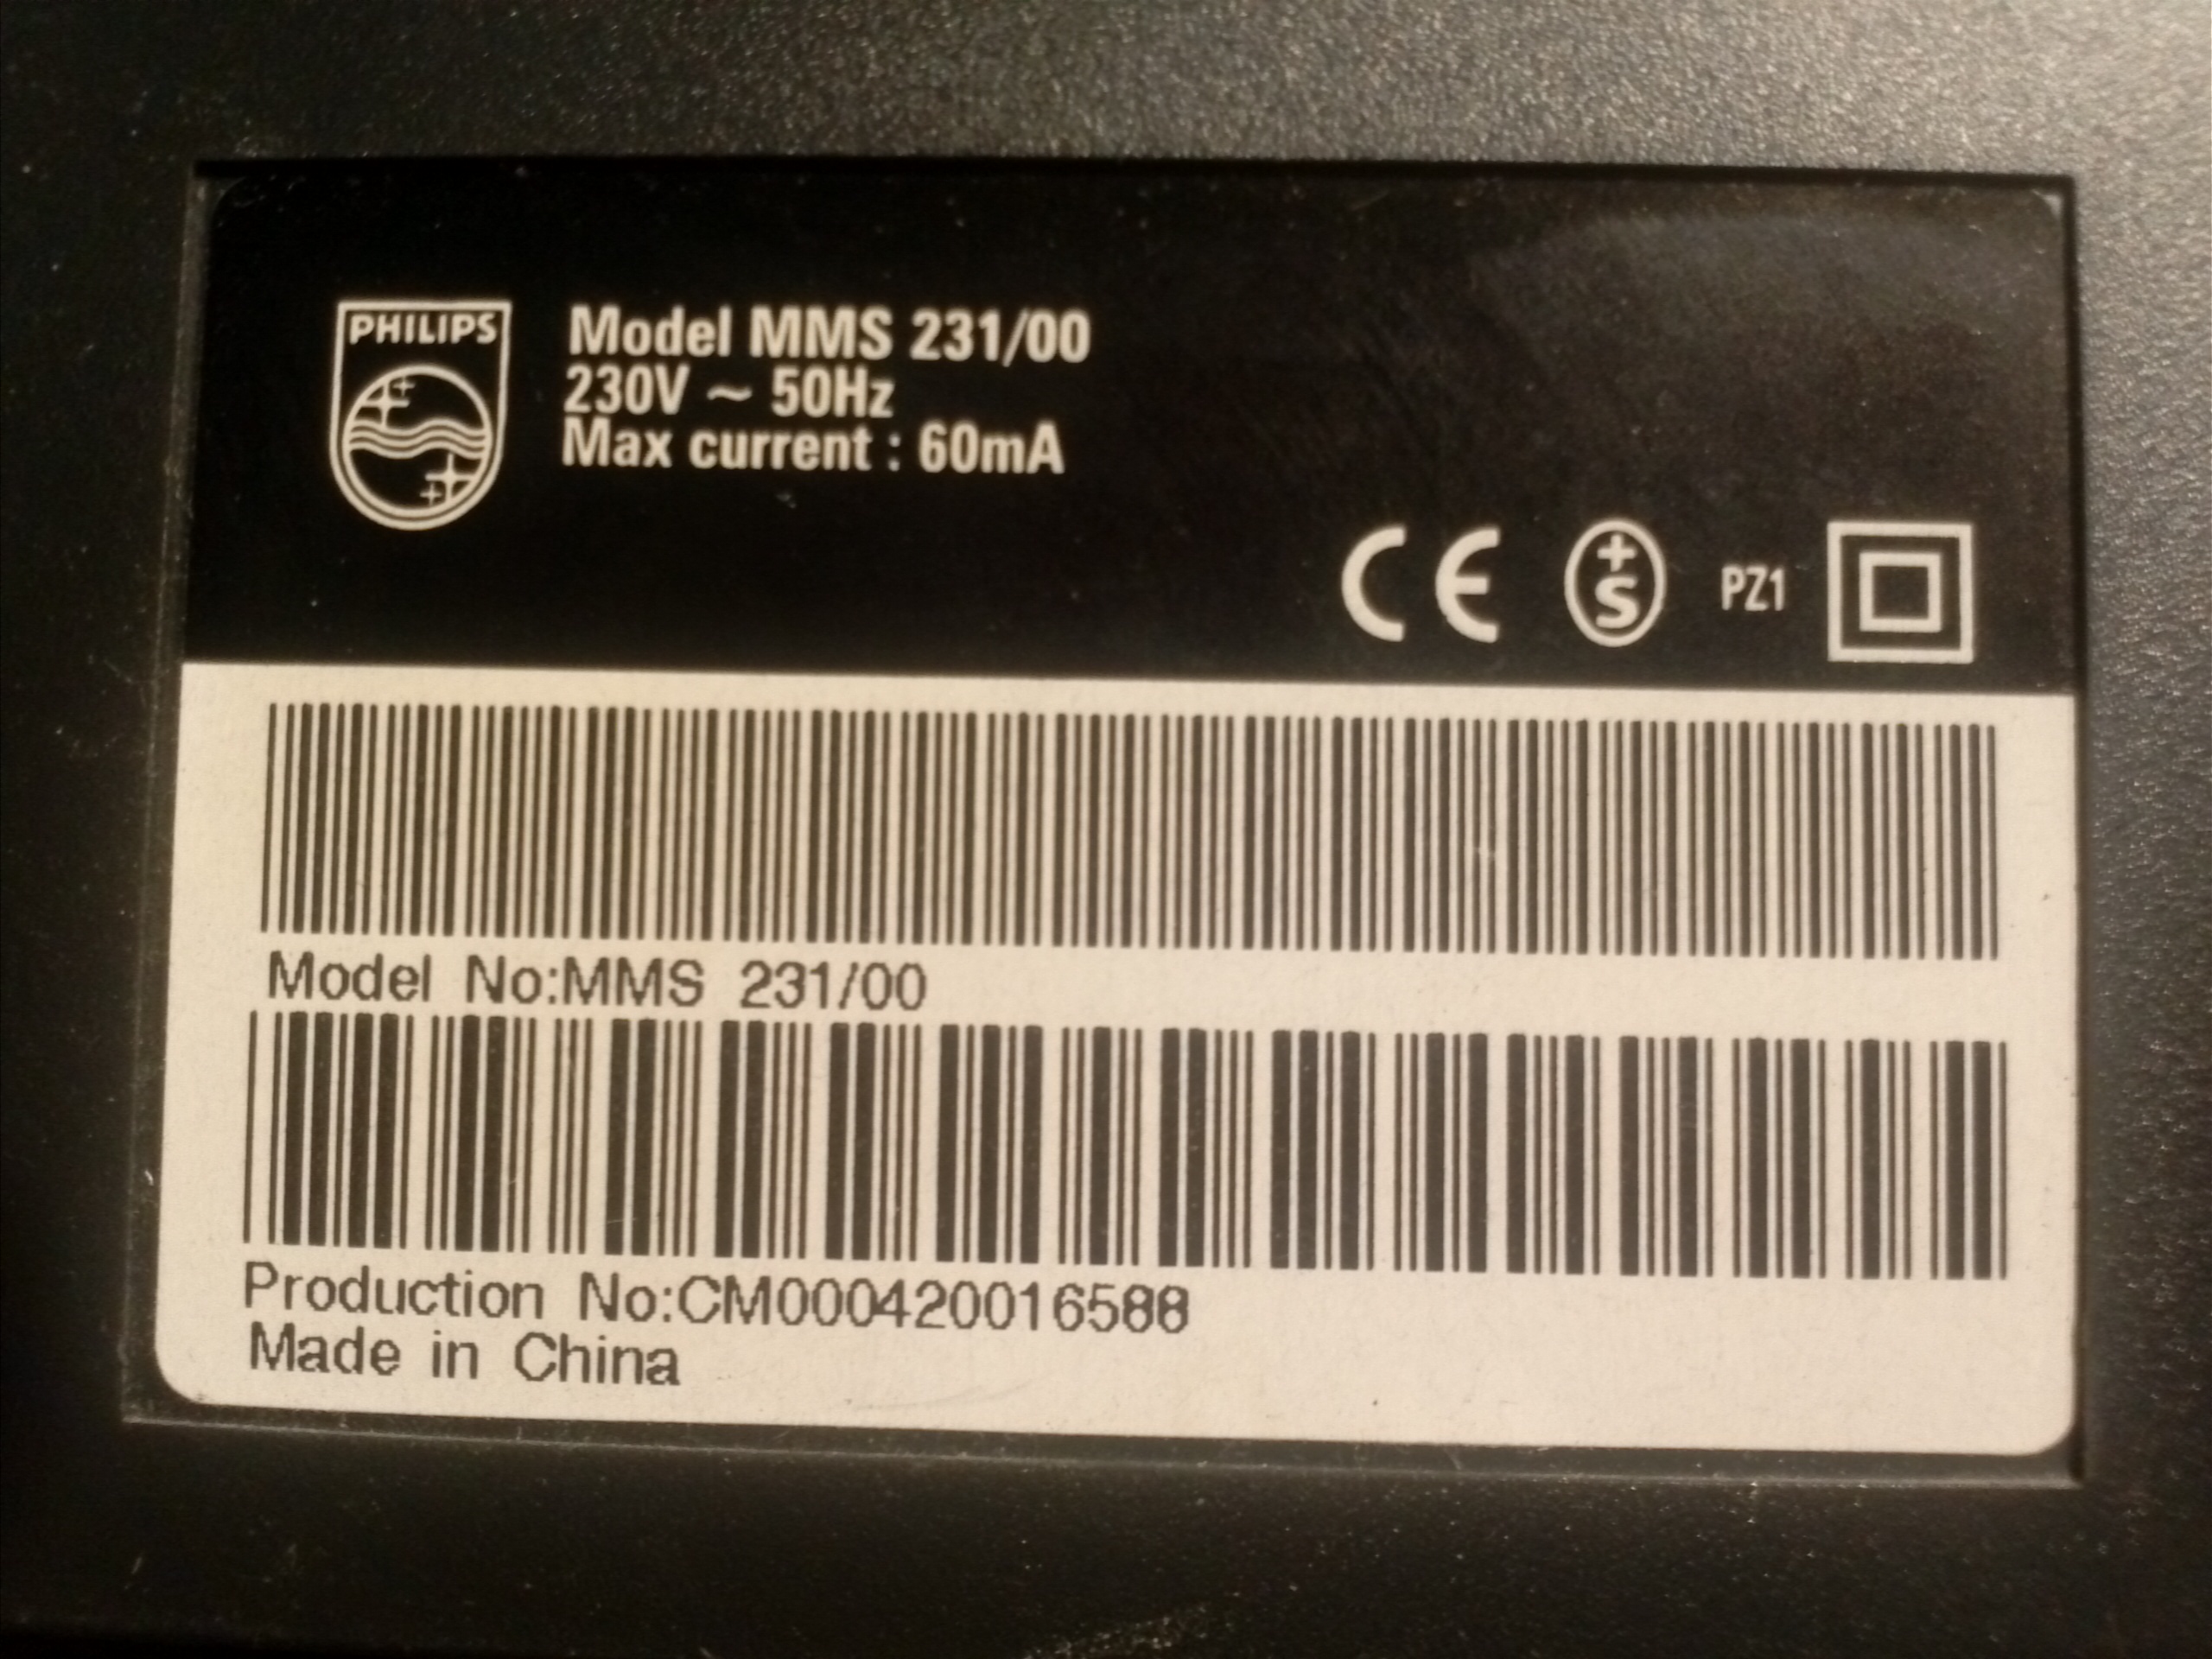 PHILIPS
Model MMS 231/00
230V ~ 50Hz
Max current : 60mA
CE +S PZ1
Model No:MMS 231/00
Production No:CM000420016588
Made in China